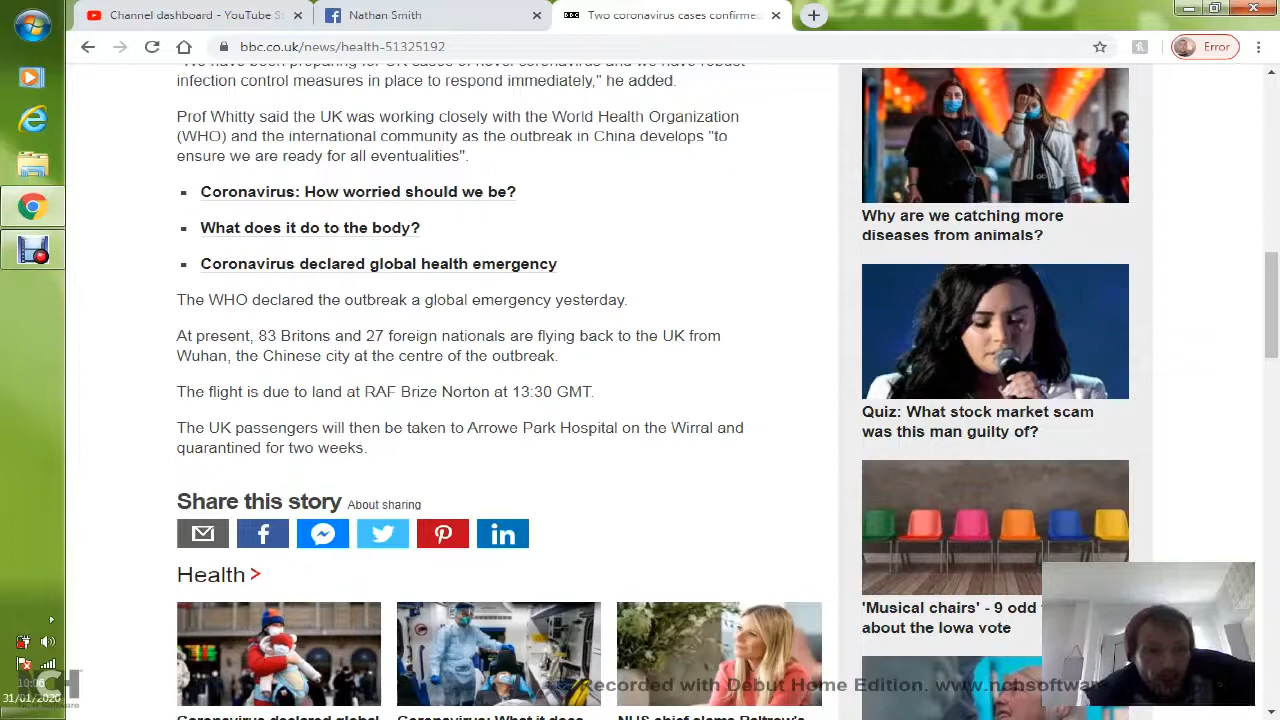 Channel dashboard - YouTube S
Nathan Smith
BBC Two coronavirus cases confirmed
bbc.co.uk/news/health-51325192
Error
"We have been preparing for UK cases of novel coronavirus and we have robust
infection control measures in place to respond immediately," he added.
Prof Whitty said the UK was working closely with the World Health Organization
(WHO) and the international community as the outbreak in China develops "to
ensure we are ready for all eventualities".
Coronavirus: How worried should we be?
What does it do to the body?
Coronavirus declared global health emergency
The WHO declared the outbreak a global emergency yesterday.
At present, 83 Britons and 27 foreign nationals are flying back to the UK from
Wuhan, the Chinese city at the centre of the outbreak.
The flight is due to land at RAF Brize Norton at 13:30 GMT.
The UK passengers will then be taken to Arrowe Park Hospital on the Wirral and
quarantined for two weeks.
Share this story About sharing
Health >
Coronavirus declared global
Coronavirus: What it does
NHS chief slams Paltrow's
Why are we catching more
diseases from animals?
Quiz: What stock market scam
was this man guilty of?
'Musical chairs' - 9 odd
about the Iowa vote
10:06
31/01/2020
NCH Software
Recorded with Debut Home Edition. www.nchsoftwar